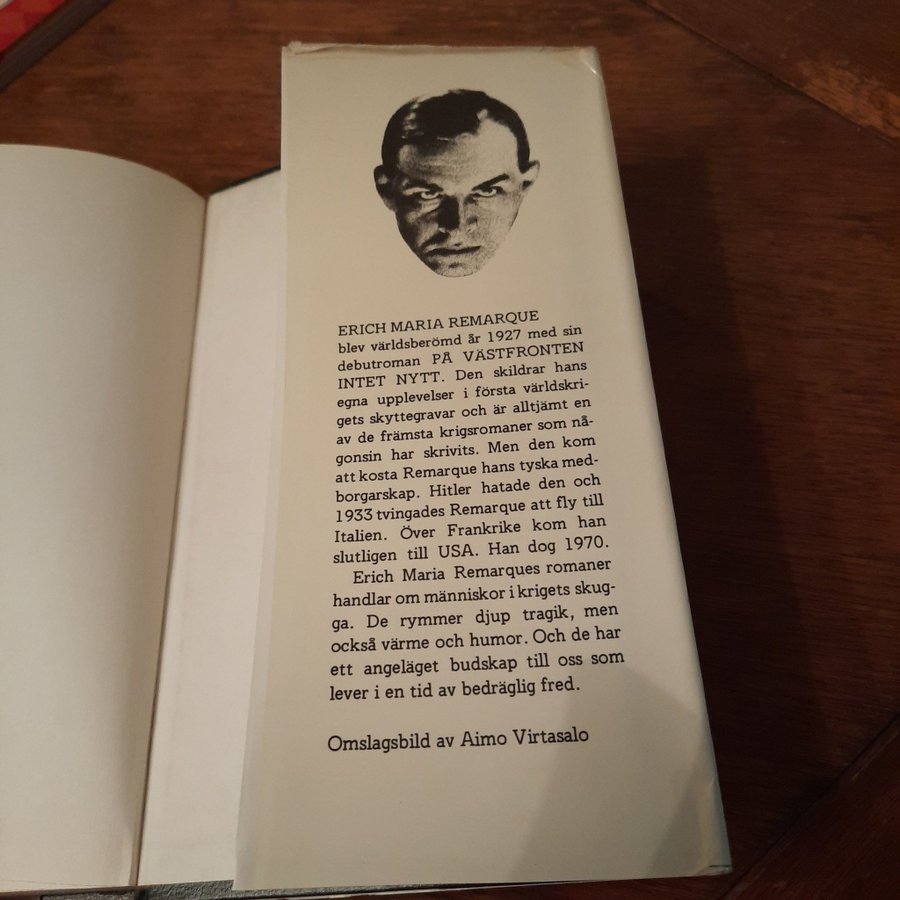 ERICH MARIA REMARQUE
blev världsberömd år 1927 med sin
debutroman PÅ VÄSTFRONTEN
INTET NYTT. Den skildrar hans
egna upplevelser i första världskri-
gets skyttegravar och är alltjämt en
av de främsta krigsromaner som nå-
gonsin har skrivits. Men den kom
att kosta Remarque hans tyska med-
borgarskap. Hitler hatade den och
1933 tvingades Remarque att fly till
Italien. Över Frankrike kom han
slutligen till USA. Han dog 1970.
Erich Maria Remarques romaner
handlar om människor i krigets skug-
ga. De rymmer djup tragik, men
också värme och humor. Och de har
ett angeläget budskap till oss som
lever i en tid av bedräglig fred.
Omslagsbild av Aimo Virtasalo